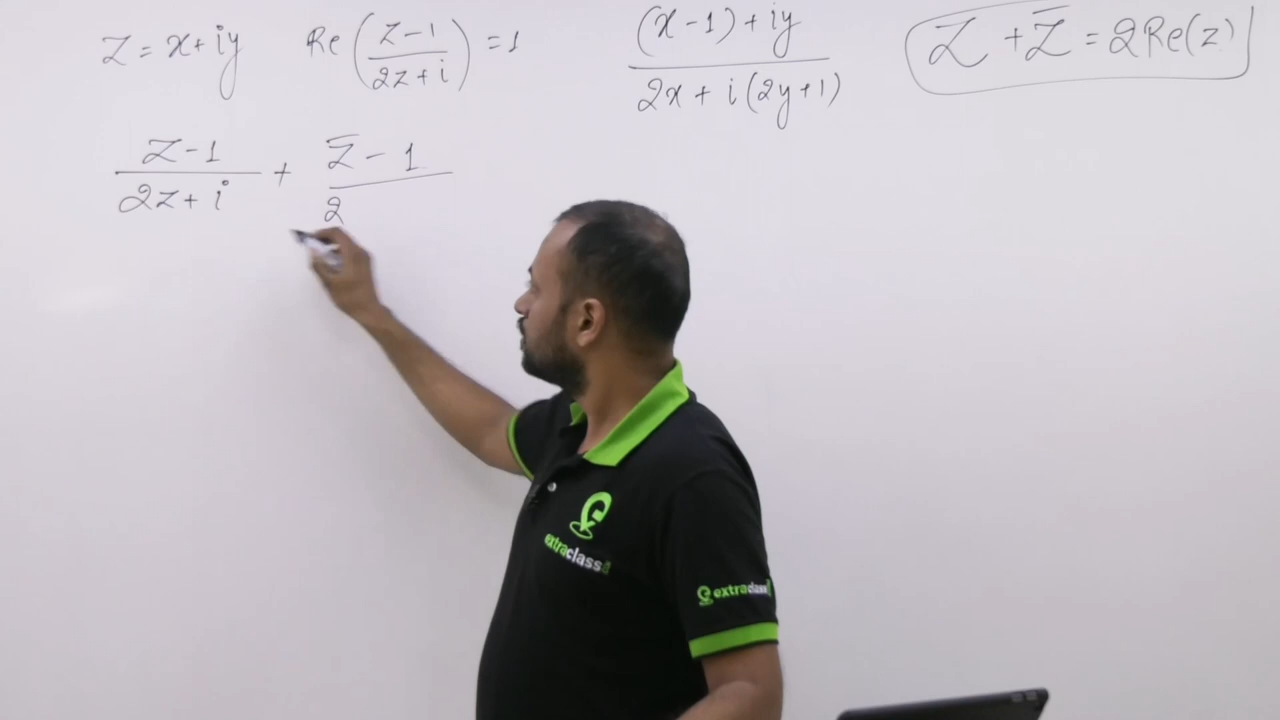 z = x + iy   Re((z-1)/(2z+i)) = 1   ((x-1)+iy)/(2x+i(2y+1))   z + z̅ = 2Re(z)
(z-1)/(2z+i) + (z̅-1)/(2
extraclass
extraclass